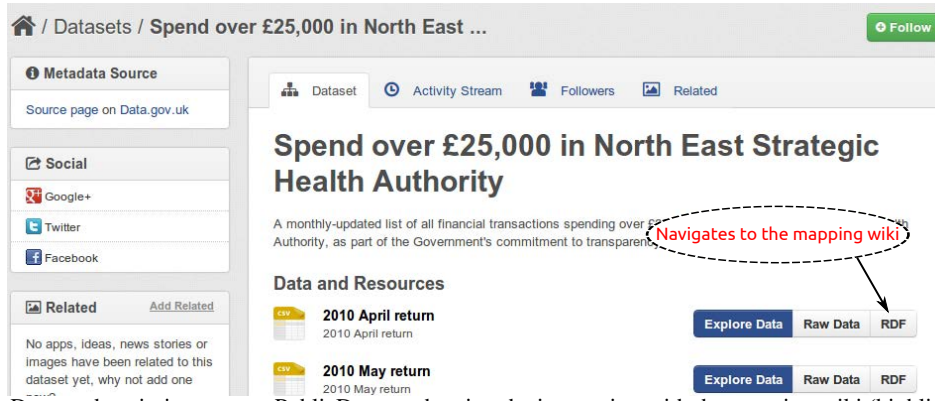 / Datasets / Spend over £25,000 in North East ...
Follow
Metadata Source
Source page on Data.gov.uk
Social
Google+
Twitter
Facebook
Related
Add Related
No apps, ideas, news stories or
images have been related to this
dataset yet, why not add one
Dataset
Activity Stream
Followers
Related
Spend over £25,000 in North East Strategic
Health Authority
A monthly-updated list of all financial transactions spending over
Authority, as part of the Government's commitment to transparency
Navigates to the mapping wiki
Data and Resources
CSV
2010 April return
2010 April return
Explore Data
Raw Data
RDF
CSV
2010 May return
2010 May return
Explore Data
Raw Data
RDF